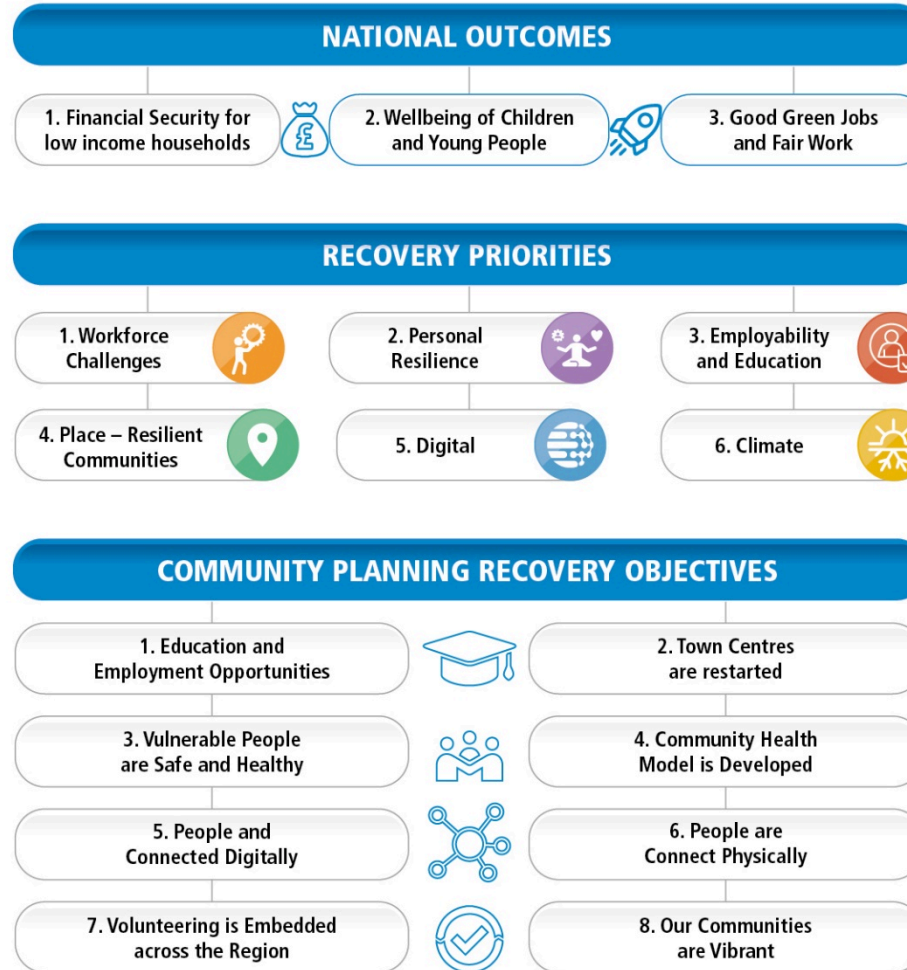 NATIONAL OUTCOMES
1. Financial Security for
low income households
£
2. Wellbeing of Children
and Young People
3. Good Green Jobs
and Fair Work
RECOVERY PRIORITIES
1. Workforce
Challenges
2. Personal
Resilience
3. Employability
and Education
4. Place – Resilient
Communities
5. Digital
6. Climate
COMMUNITY PLANNING RECOVERY OBJECTIVES
1. Education and
Employment Opportunities
2. Town Centres
are restarted
3. Vulnerable People
are Safe and Healthy
4. Community Health
Model is Developed
5. People and
Connected Digitally
6. People are
Connect Physically
7. Volunteering is Embedded
across the Region
8. Our Communities
are Vibrant